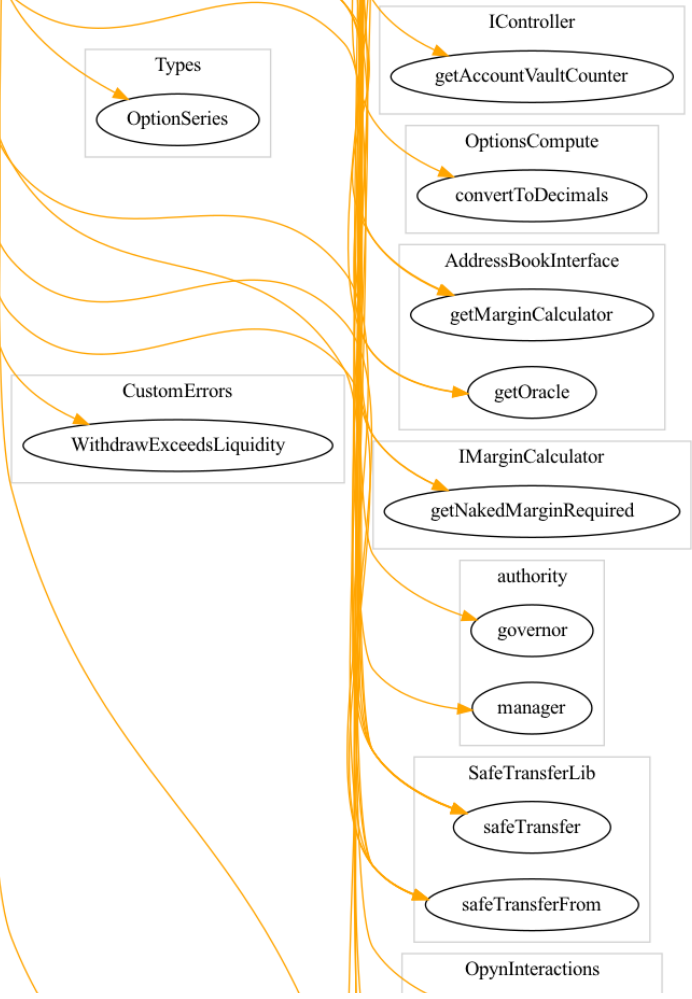 Types
OptionSeries
CustomErrors
WithdrawExceedsLiquidity
IController
getAccountVaultCounter
OptionsCompute
convertToDecimals
AddressBookInterface
getMarginCalculator
getOracle
IMarginCalculator
getNakedMarginRequired
authority
governor
manager
SafeTransferLib
safeTransfer
safeTransferFrom
OpynInteractions